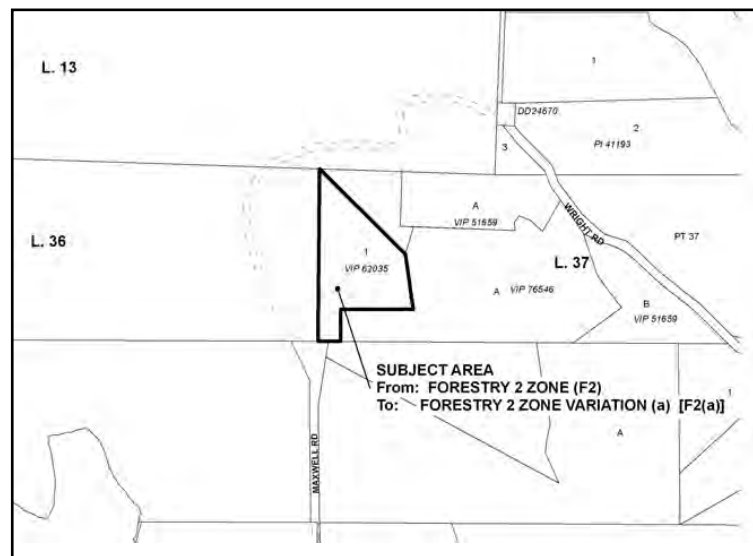 L. 13
1
DD24670
2
PI 41193
3
A
VIP 51659
WRIGHT RD
PT 37
L. 36
1
VIP 62035
L. 37
A VIP 76546
B
VIP 51659
SUBJECT AREA
From: FORESTRY 2 ZONE (F2)
To: FORESTRY 2 ZONE VARIATION (a) [F2(a)]
1
A
MAXWELL RD